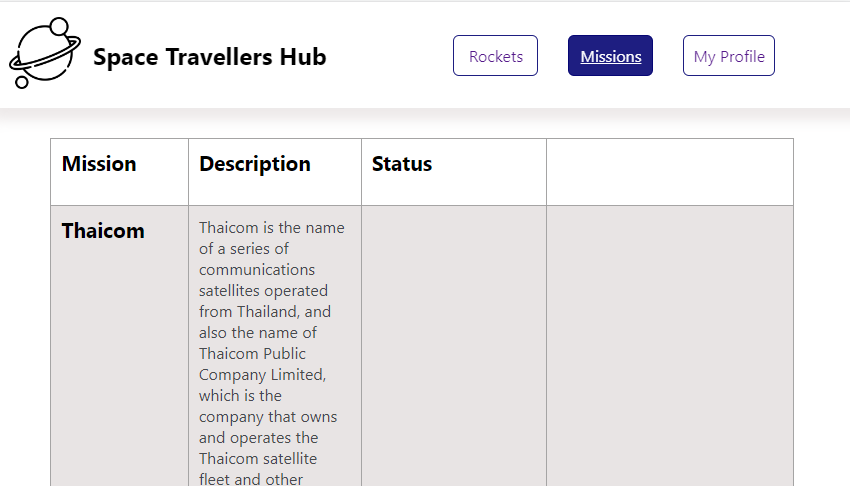 Space Travellers Hub
Rockets
Missions
My Profile
Mission
Description
Status
Thaicom
Thaicom is the name
of a series of
communications
satellites operated
from Thailand, and
also the name of
Thaicom Public
Company Limited,
which is the
company that owns
and operates the
Thaicom satellite
fleet and other